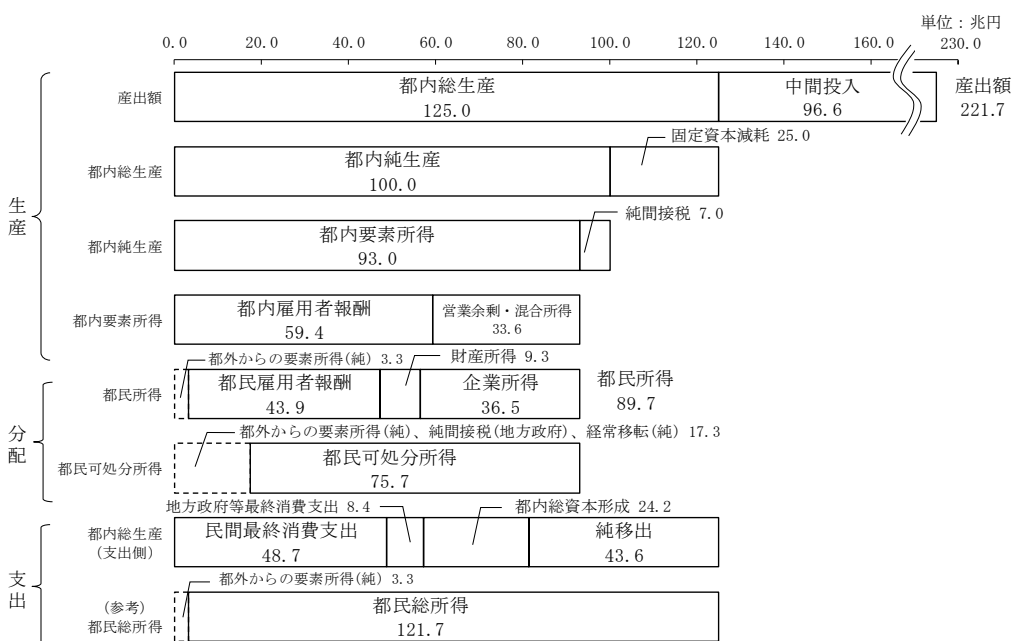 単位：兆円
0.0 20.0 40.0 60.0 80.0 100.0 120.0 140.0 160.0 230.0
生産
産出額
都内総生産
125.0
中間投入
96.6
産出額
221.7
都内総生産
都内純生産
100.0
固定資本減耗 25.0
都内純生産
都内要素所得
93.0
純間接税 7.0
都内要素所得
都内雇用者報酬
59.4
営業余剰・混合所得
33.6
分配
都民所得
都外からの要素所得(純) 3.3
都民雇用者報酬
43.9
財産所得 9.3
企業所得
36.5
都民所得
89.7
都民可処分所得
都外からの要素所得(純)、純間接税(地方政府)、経常移転(純) 17.3
都民可処分所得
75.7
支出
都内総生産
(支出側)
民間最終消費支出
48.7
地方政府等最終消費支出 8.4
都内総資本形成 24.2
純移出
43.6
(参考)
都民総所得
都外からの要素所得(純) 3.3
都民総所得
121.7